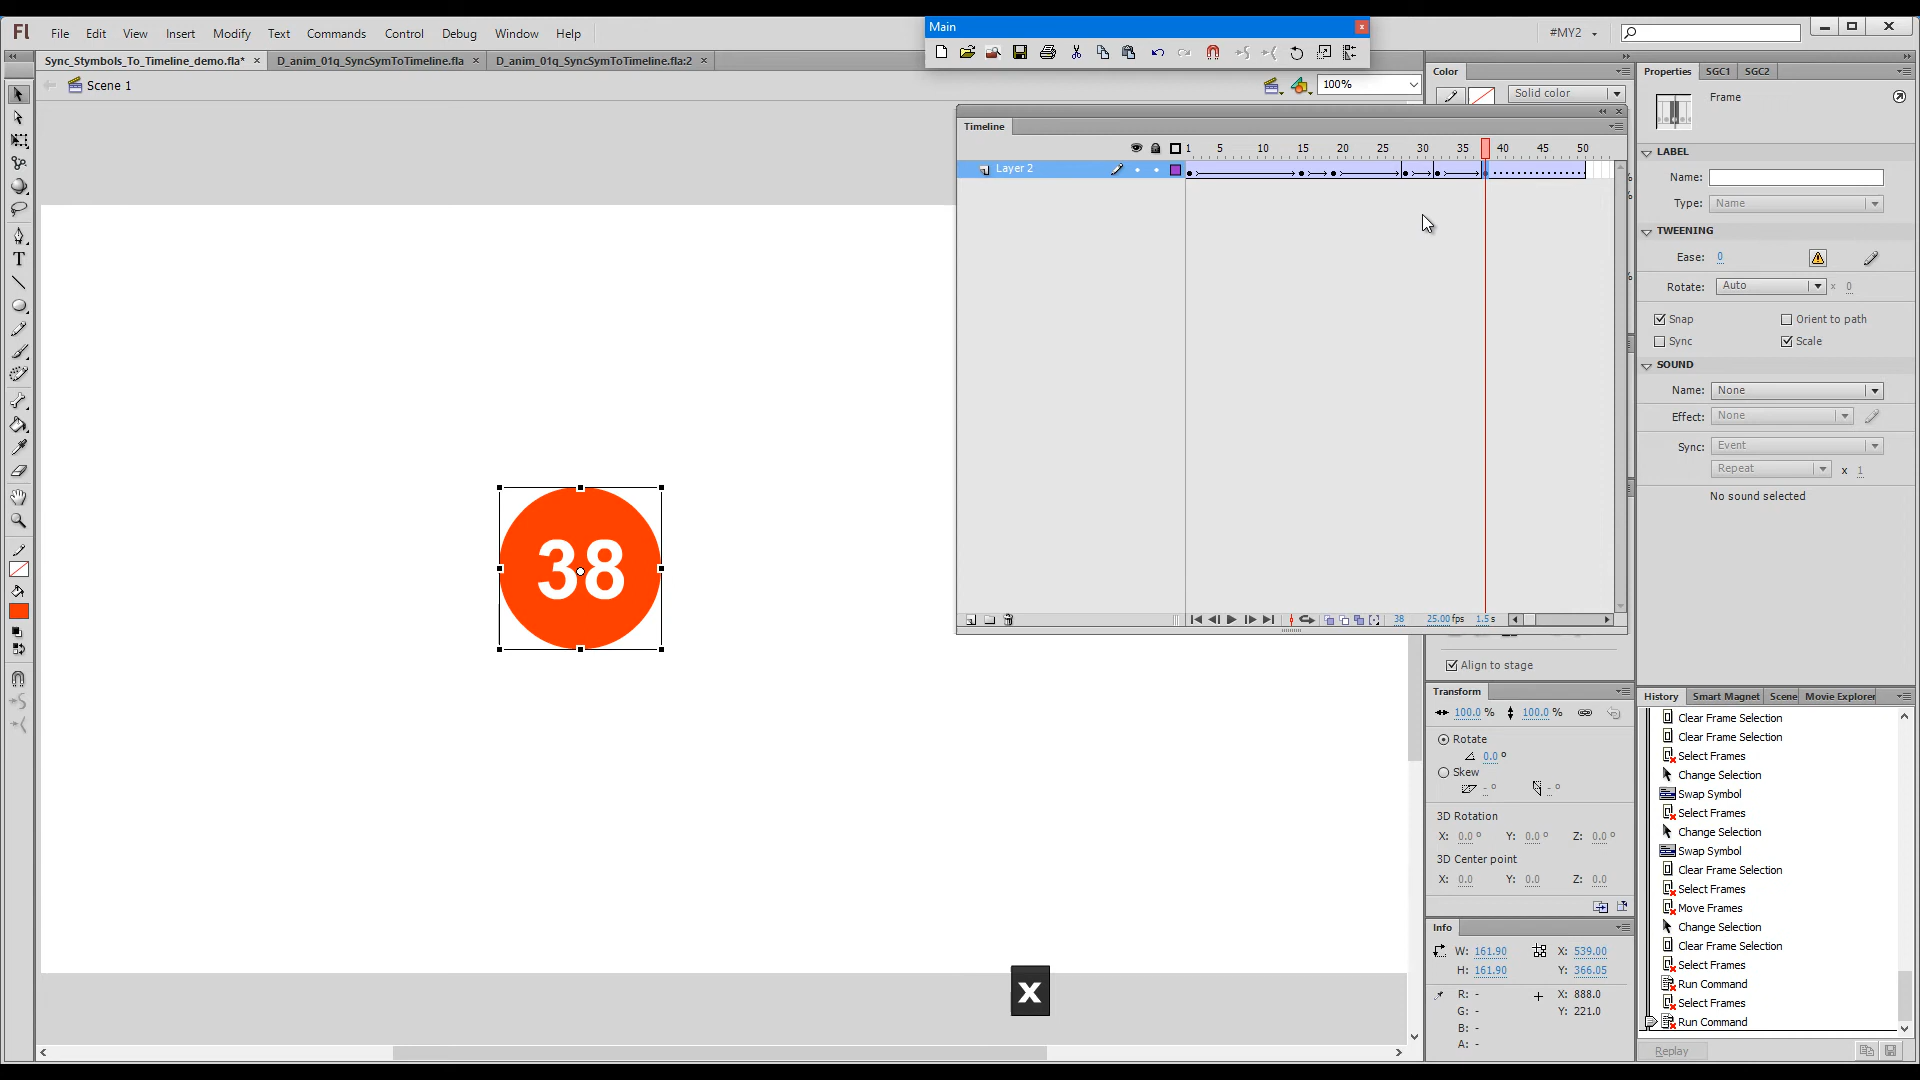 Fl File Edit View Insert Modify Text Commands Control Debug Window Help
Main
#MY2
Sync_Stymbols_To_Timeline_demo.fla* × D_anim_01q_SyncSymToTimeline.fla × D_anim_01q_SyncSymToTimeline.fla:2 ×
Scene 1
100%
Timeline
1 5 10 15 20 25 30 35 40 45 50
Layer 2
38 25.00 fps 1.5 s
38
x
Color
Solid color
Align to stage
Transform
100.0 % 100.0 %
Rotate
0.0 °
Skew
- ° - °
3D Rotation
X: 0.0 ° Y: 0.0 ° Z: 0.0 °
3D Center point
X: 0.0 Y: 0.0 Z: 0.0
Info
W: 161.90 X: 539.00
H: 161.90 Y: 366.05
R: - X: 888.0
G: - Y: 221.0
B: -
A: -
Properties SGC1 SGC2
Frame
LABEL
Name:
Type: Name
TWEENING
Ease: 0
Rotate: Auto × 0
Snap Orient to path
Sync Scale
SOUND
Name: None
Effect: None
Sync: Event
Repeat x 1
No sound selected
History Smart Magnet Scene Movie Explorer
Clear Frame Selection
Clear Frame Selection
Select Frames
Change Selection
Swap Symbol
Select Frames
Change Selection
Swap Symbol
Clear Frame Selection
Select Frames
Move Frames
Change Selection
Clear Frame Selection
Select Frames
Run Command
Select Frames
Run Command
Replay